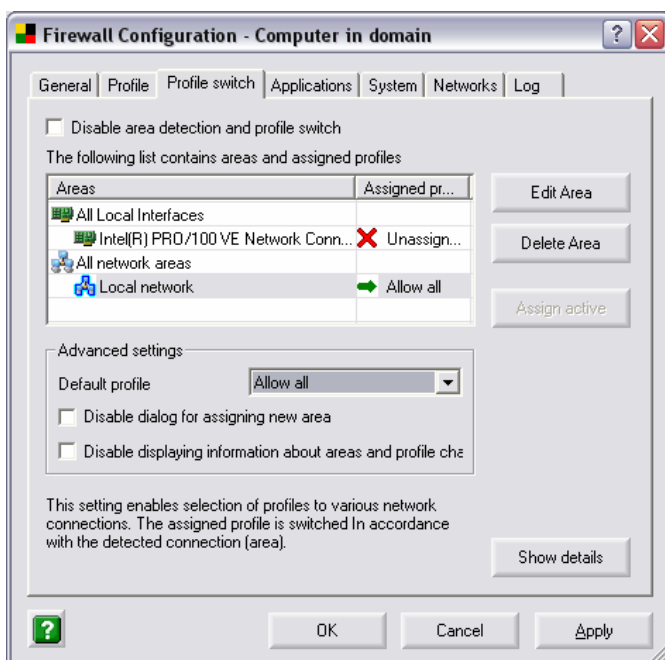 Firewall Configuration - Computer in domain
General Profile Profile switch Applications System Networks Log
Disable area detection and profile switch
The following list contains areas and assigned profiles
Areas Assigned pr...
All Local Interfaces
Intel(R) PRO/100 VE Network Conn... Unassign...
All network areas
Local network Allow all
Edit Area
Delete Area
Assign active
Advanced settings
Default profile Allow all
Disable dialog for assigning new area
Disable displaying information about areas and profile cha
This setting enables selection of profiles to various network
connections. The assigned profile is switched In accordance
with the detected connection (area).
Show details
? OK Cancel Apply